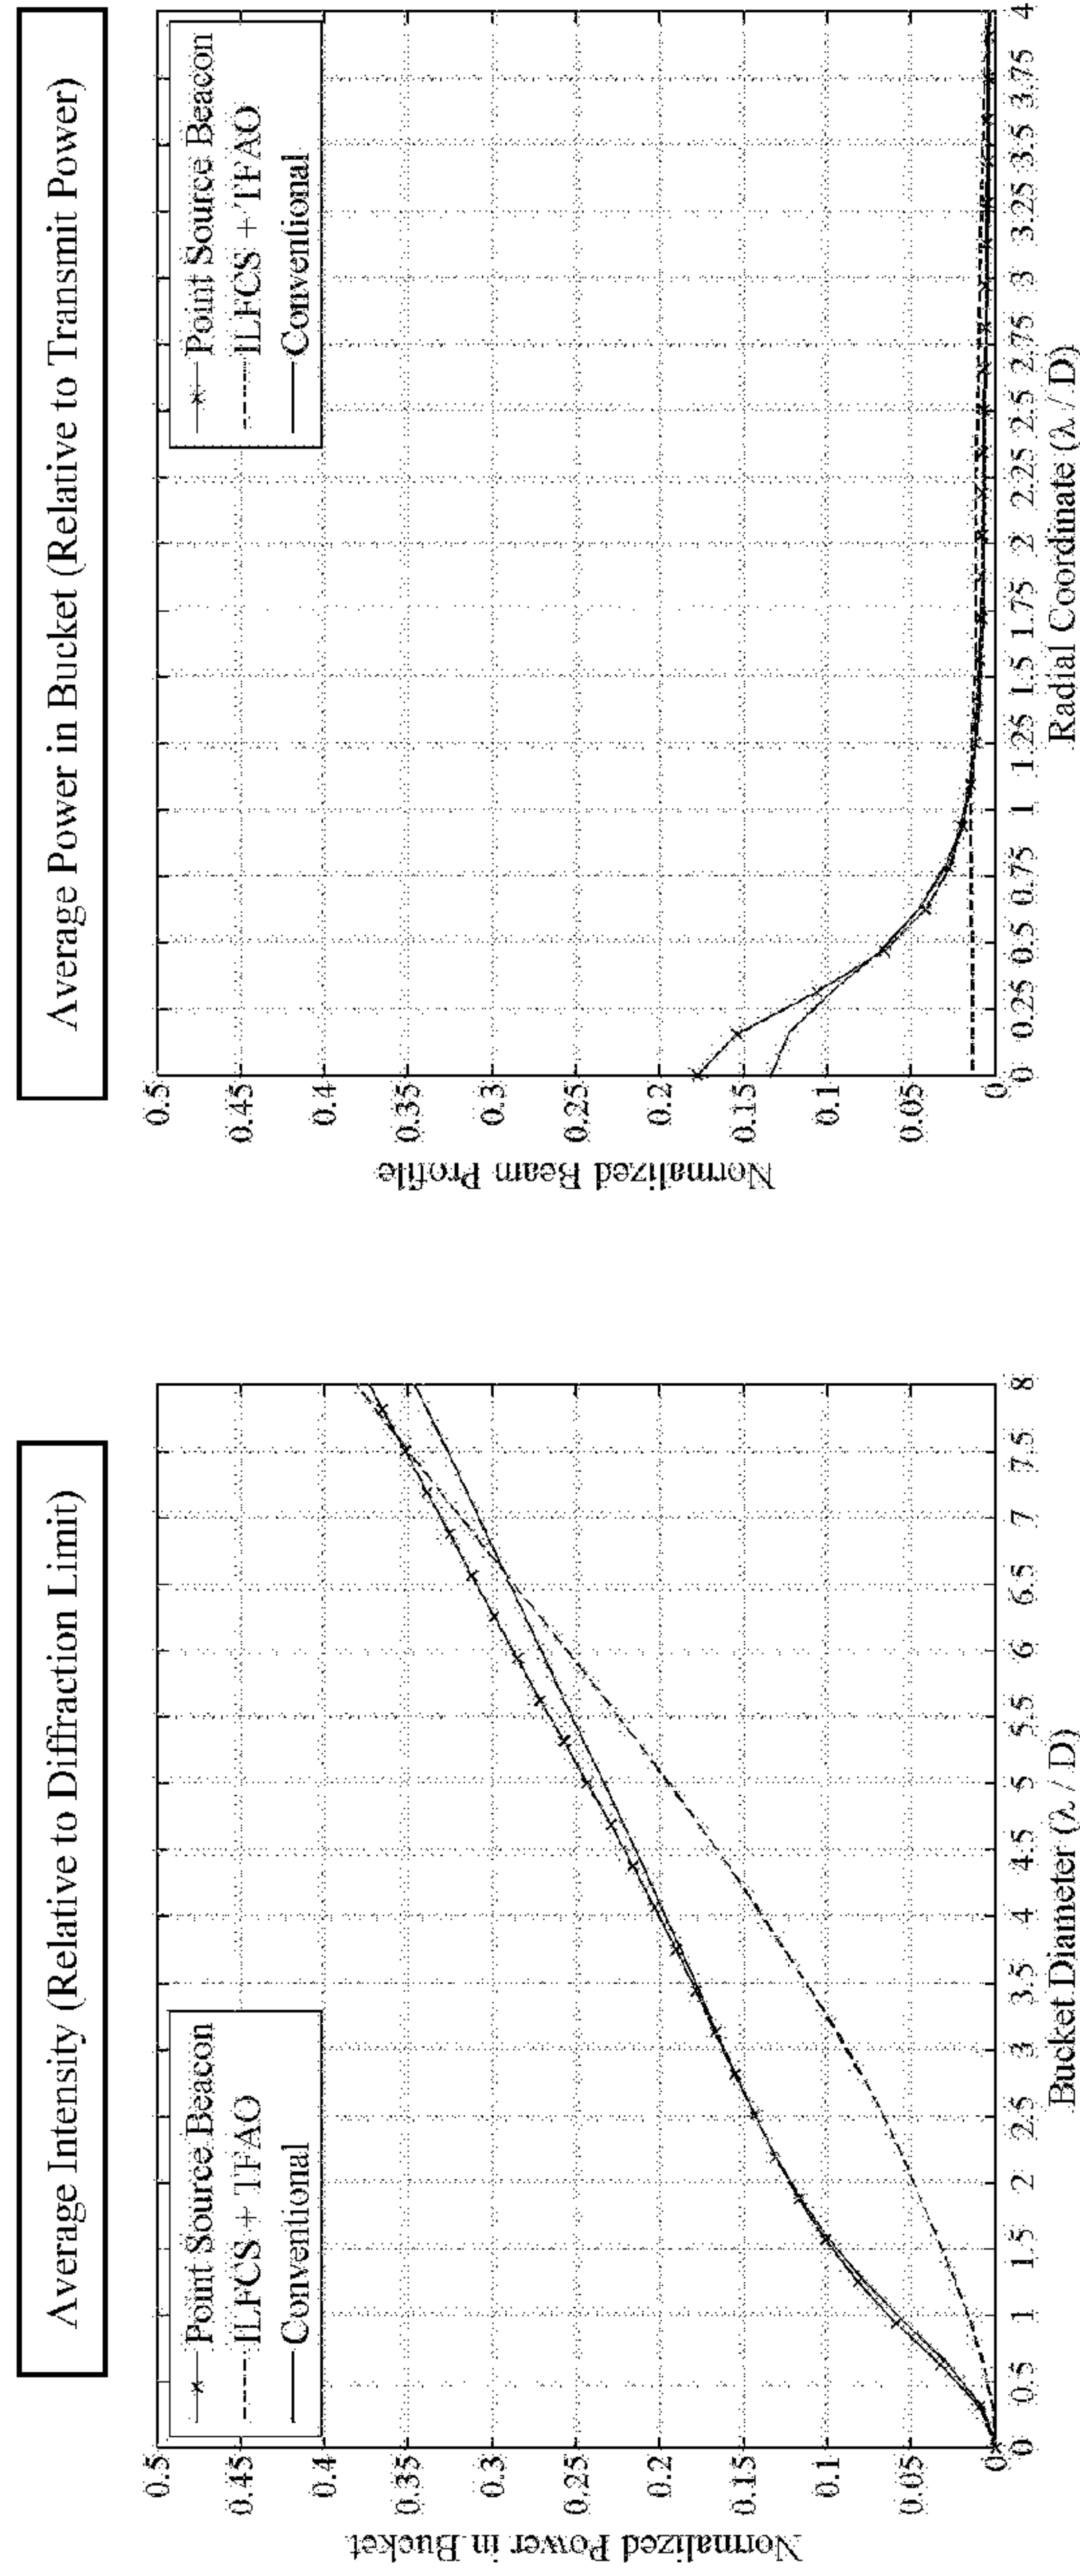 Average Intensity (Relative to Diffraction Limit)
Normalized Power in Bucket
0.5
0.45
0.4
0.35
0.3
0.25
0.2
0.15
0.1
0.05
0
Point Source Beacon
ILFCS + TFAO
Conventional
0 0.5 1 1.5 2 2.5 3 3.5 4 4.5 5 5.5 6 6.5 7 7.5 8
Bucket Diameter (λ / D)
Average Power in Bucket (Relative to Transmit Power)
Normalized Beam Profile
0.5
0.45
0.4
0.35
0.3
0.25
0.2
0.15
0.1
0.05
0
Point Source Beacon
ILFCS + TFAO
Conventional
0 0.25 0.5 0.75 1 1.25 1.5 1.75 2 2.25 2.5 2.75 3 3.25 3.5 3.75 4
Radial Coordinate (λ / D)